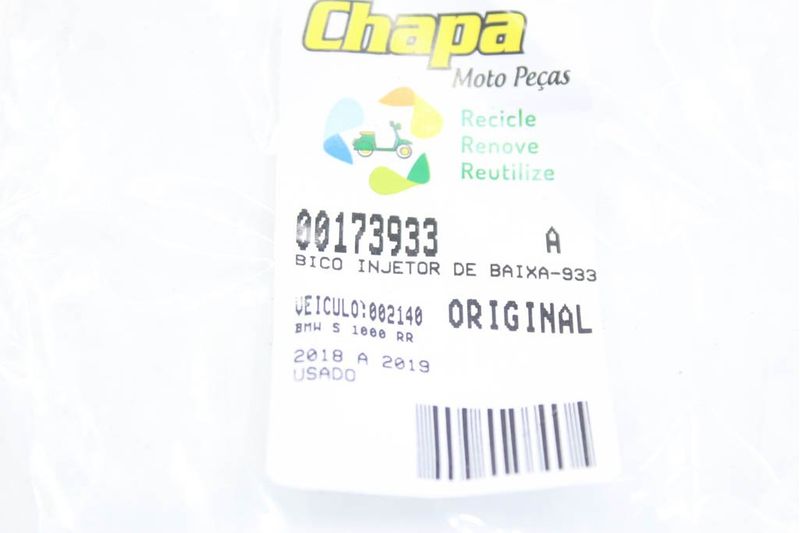 Chapa
Moto Peças
Recicle
Renove
Reutilize
00173933 A
BICO INJETOR DE BAIXA-933
VEICULO:002140 ORIGINAL
BMW S 1000 RR
2018 A 2019
USADO